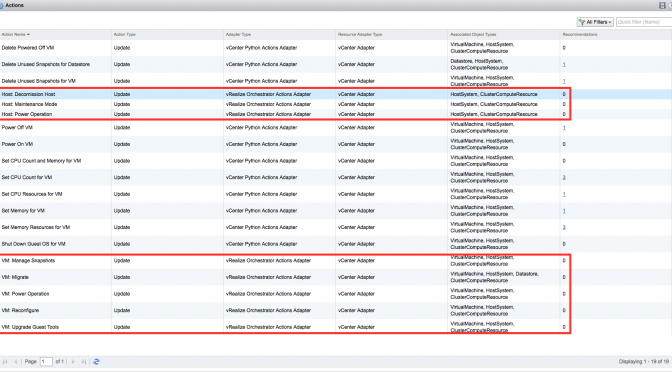 Actions
All Filters Quick filter (Name)
Action Name Action Type Adapter Type Resource Adapter Type Associated Object Types Recommendations
Delete Powered Off VM Update vCenter Python Actions Adapter vCenter Adapter VirtualMachine, HostSystem, ClusterComputeResource 0
Delete Unused Snapshots for Datastore Update vCenter Python Actions Adapter vCenter Adapter Datastore, HostSystem, ClusterComputeResource 1
Delete Unused Snapshots for VM Update vCenter Python Actions Adapter vCenter Adapter VirtualMachine, HostSystem, ClusterComputeResource 1
Host: Decomission Host Update vRealize Orchestrator Actions Adapter vCenter Adapter HostSystem, ClusterComputeResource 0
Host: Maintenance Mode Update vRealize Orchestrator Actions Adapter vCenter Adapter HostSystem, ClusterComputeResource 0
Host: Power Operation Update vRealize Orchestrator Actions Adapter vCenter Adapter HostSystem, ClusterComputeResource 0
Power Off VM Update vCenter Python Actions Adapter vCenter Adapter VirtualMachine, HostSystem, ClusterComputeResource 1
Power On VM Update vCenter Python Actions Adapter vCenter Adapter VirtualMachine, HostSystem, ClusterComputeResource 0
Set CPU Count and Memory for VM Update vCenter Python Actions Adapter vCenter Adapter VirtualMachine, HostSystem, ClusterComputeResource 0
Set CPU Count for VM Update vCenter Python Actions Adapter vCenter Adapter VirtualMachine, HostSystem, ClusterComputeResource 3
Set CPU Resources for VM Update vCenter Python Actions Adapter vCenter Adapter VirtualMachine, HostSystem, ClusterComputeResource 1
Set Memory for VM Update vCenter Python Actions Adapter vCenter Adapter VirtualMachine, HostSystem, ClusterComputeResource 1
Set Memory Resources for VM Update vCenter Python Actions Adapter vCenter Adapter VirtualMachine, HostSystem, ClusterComputeResource 3
Shut Down Guest OS for VM Update vCenter Python Actions Adapter vCenter Adapter VirtualMachine, HostSystem, ClusterComputeResource 0
VM: Manage Snapshots Update vRealize Orchestrator Actions Adapter vCenter Adapter VirtualMachine, HostSystem, ClusterComputeResource 0
VM: Migrate Update vRealize Orchestrator Actions Adapter vCenter Adapter VirtualMachine, HostSystem, Datastore, ClusterComputeResource 0
VM: Power Operation Update vRealize Orchestrator Actions Adapter vCenter Adapter VirtualMachine, HostSystem, ClusterComputeResource 0
VM: Reconfigure Update vRealize Orchestrator Actions Adapter vCenter Adapter VirtualMachine, HostSystem, ClusterComputeResource 0
VM: Upgrade Guest Tools Update vRealize Orchestrator Actions Adapter vCenter Adapter VirtualMachine, HostSystem, ClusterComputeResource 0
Page 1 of 1 Displaying 1 - 19 of 19